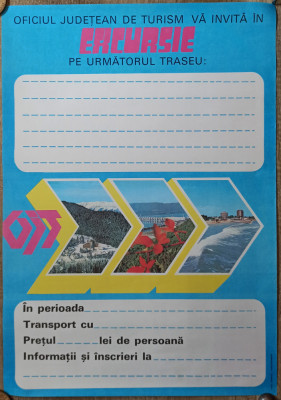 OFICIUL JUDEȚEAN DE TURISM VĂ INVITĂ ÎN
EXCURSIE
PE URMĂTORUL TRASEU:
OJT
În perioada
Transport cu
Prețul lei de persoană
Informații și înscrieri la